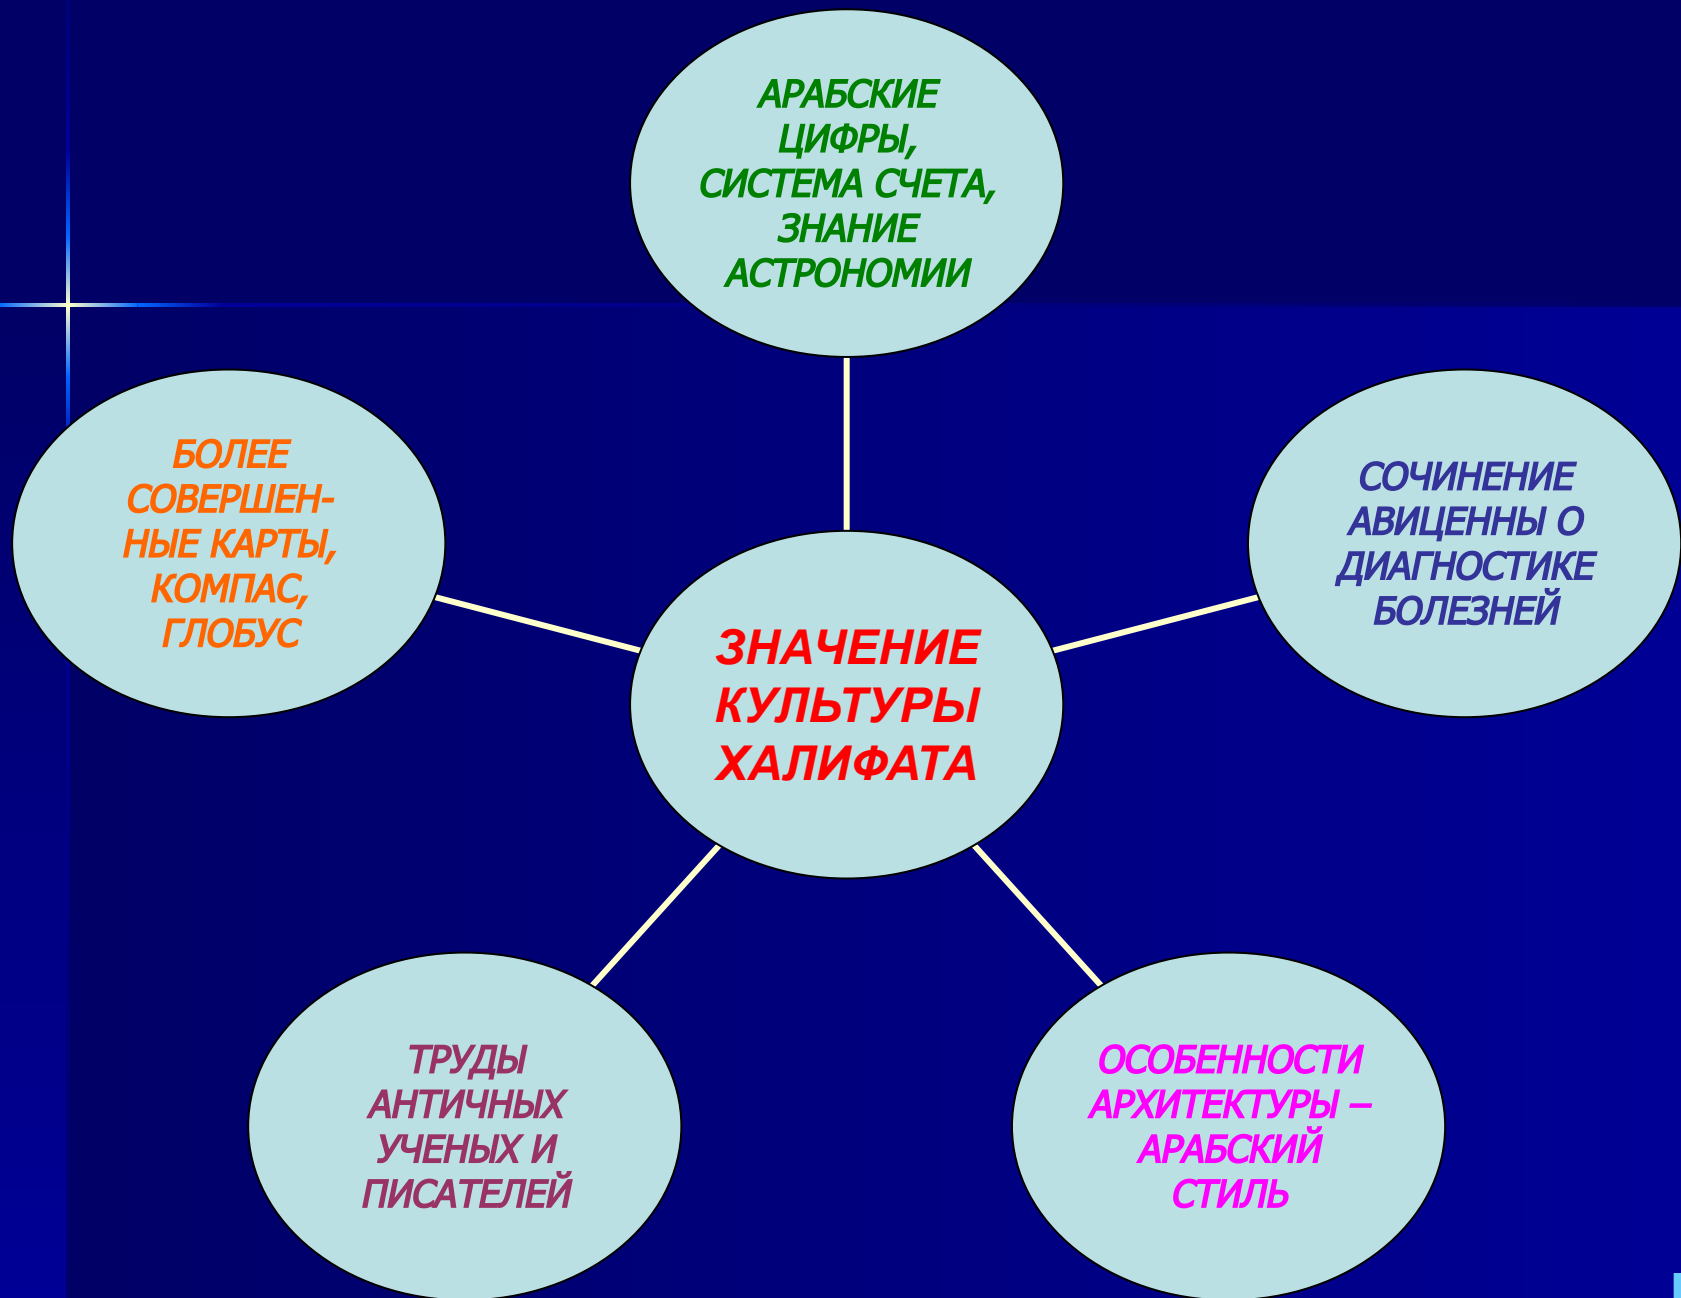 АРАБСКИЕ
ЦИФРЫ,
СИСТЕМА СЧЕТА,
ЗНАНИЕ
АСТРОНОМИИ
БОЛЕЕ
СОВЕРШЕН-
НЫЕ КАРТЫ,
КОМПАС,
ГЛОБУС
СОЧИНЕНИЕ
АВИЦЕННЫ О
ДИАГНОСТИКЕ
БОЛЕЗНЕЙ
ЗНАЧЕНИЕ
КУЛЬТУРЫ
ХАЛИФАТА
ТРУДЫ
АНТИЧНЫХ
УЧЕНЫХ И
ПИСАТЕЛЕЙ
ОСОБЕННОСТИ
АРХИТЕКТУРЫ –
АРАБСКИЙ
СТИЛЬ